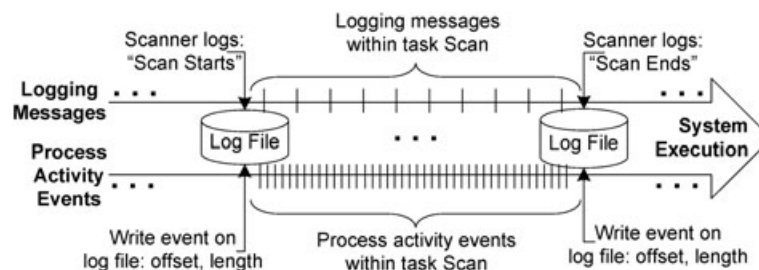 Logging messages
within task Scan
Scanner logs:
“Scan Starts”
Scanner logs:
“Scan Ends”
Logging
Messages
. . .
. . .
Log File
. . .
Log File
System
Execution
Process
Activity
Events
. . .
. . .
Write event on
log file: offset, length
Process activity events
within task Scan
Write event on
log file: offset, length